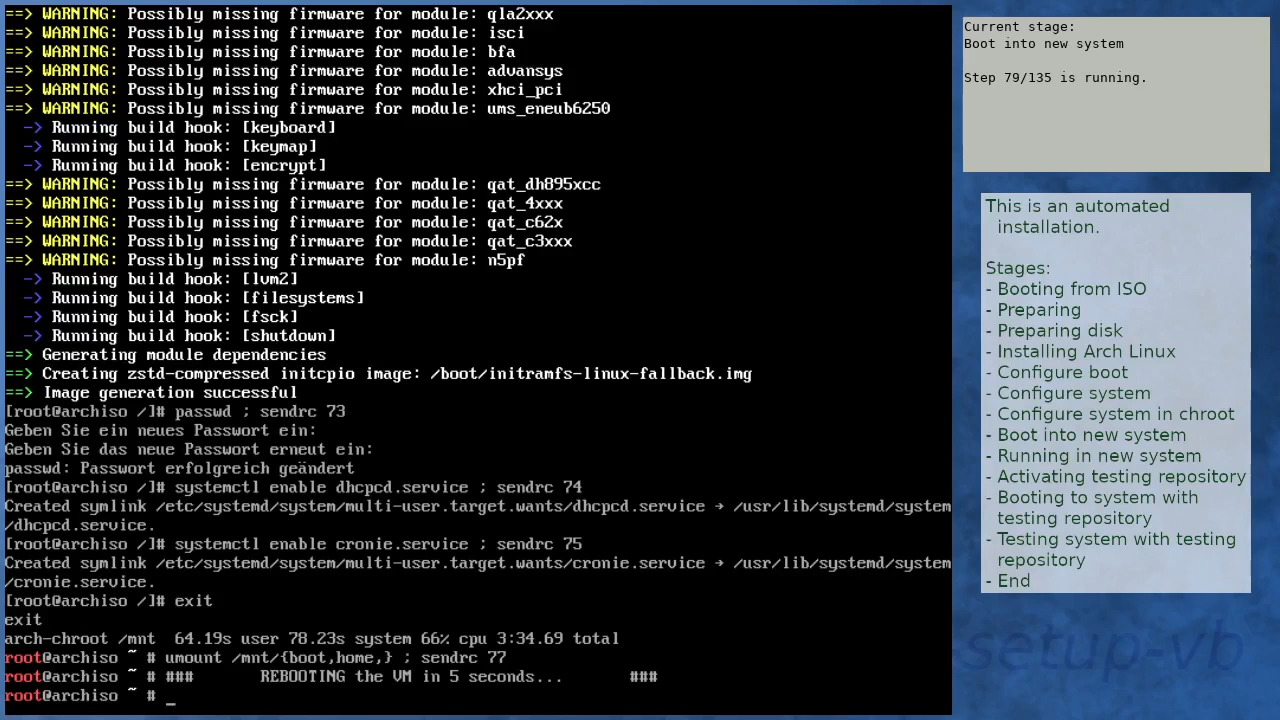 ==> WARNING: Possibly missing firmware for module: qla2xxx
==> WARNING: Possibly missing firmware for module: isci
==> WARNING: Possibly missing firmware for module: bfa
==> WARNING: Possibly missing firmware for module: advansys
==> WARNING: Possibly missing firmware for module: xhci_pci
==> WARNING: Possibly missing firmware for module: ums_eneub6250
  -> Running build hook: [keyboard]
  -> Running build hook: [keymap]
  -> Running build hook: [encrypt]
==> WARNING: Possibly missing firmware for module: qat_dh895xcc
==> WARNING: Possibly missing firmware for module: qat_4xxx
==> WARNING: Possibly missing firmware for module: qat_c62x
==> WARNING: Possibly missing firmware for module: qat_c3xxx
==> WARNING: Possibly missing firmware for module: n5pf
  -> Running build hook: [lvm2]
  -> Running build hook: [filesystems]
  -> Running build hook: [fsck]
  -> Running build hook: [shutdown]
==> Generating module dependencies
==> Creating zstd-compressed initcpio image: /boot/initramfs-linux-fallback.img
==> Image generation successful
[root@archiso /]# passwd ; sendrc 73
Geben Sie ein neues Passwort ein:
Geben Sie das neue Passwort erneut ein:
passwd: Passwort erfolgreich geändert
[root@archiso /]# systemctl enable dhcpcd.service ; sendrc 74
Created symlink /etc/systemd/system/multi-user.target.wants/dhcpcd.service → /usr/lib/systemd/system
/dhcpcd.service.
[root@archiso /]# systemctl enable cronie.service ; sendrc 75
Created symlink /etc/systemd/system/multi-user.target.wants/cronie.service → /usr/lib/systemd/system
/cronie.service.
[root@archiso /]# exit
exit
arch-chroot /mnt  64.19s user 78.23s system 66% cpu 3:34.69 total
root@archiso ~ # umount /mnt/{boot,home,} ; sendrc 77
root@archiso ~ # ###       REBOOTING the VM in 5 seconds...       ###
root@archiso ~ # _
Current stage:
Boot into new system
Step 79/135 is running.
This is an automated
installation.
Stages:
- Booting from ISO
- Preparing
- Preparing disk
- Installing Arch Linux
- Configure boot
- Configure system
- Configure system in chroot
- Boot into new system
- Running in new system
- Activating testing repository
- Booting to system with
testing repository
- Testing system with testing
repository
- End
setup-vb